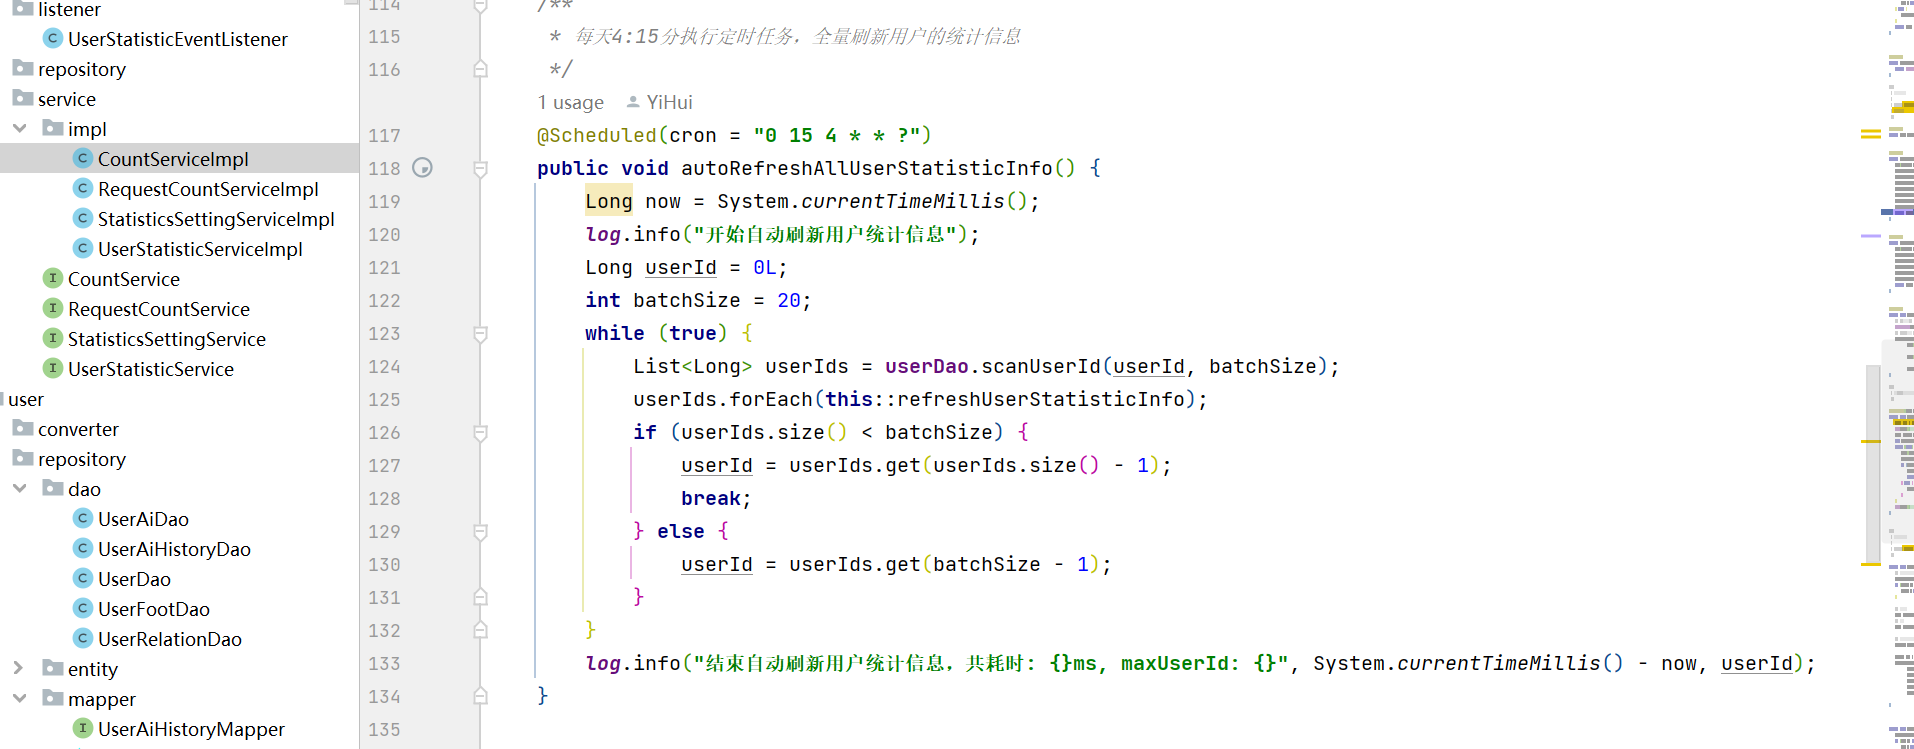 listener
UserStatisticEventListener
repository
service
impl
CountServiceImpl
RequestCountServiceImpl
StatisticsSettingServiceImpl
UserStatisticServiceImpl
CountService
RequestCountService
StatisticsSettingService
UserStatisticService
user
converter
repository
dao
UserAiDao
UserAiHistoryDao
UserDao
UserFootDao
UserRelationDao
entity
mapper
UserAiHistoryMapper
114 /**
115 * 每天4:15分执行定时任务，全量刷新用户的统计信息
116 */
1 usage YiHui
117 @Scheduled(cron = "0 15 4 * * ?")
118 public void autoRefreshAllUserStatisticInfo() {
119 Long now = System.currentTimeMillis();
120 log.info("开始自动刷新用户统计信息");
121 Long userId = 0L;
122 int batchSize = 20;
123 while (true) {
124 List<Long> userIds = userDao.scanUserId(userId, batchSize);
125 userIds.forEach(this::refreshUserStatisticInfo);
126 if (userIds.size() < batchSize) {
127 userId = userIds.get(userIds.size() - 1);
128 break;
129 } else {
130 userId = userIds.get(batchSize - 1);
131 }
132 }
133 log.info("结束自动刷新用户统计信息，共耗时: {}ms, maxUserId: {}", System.currentTimeMillis() - now, userId);
134 }
135